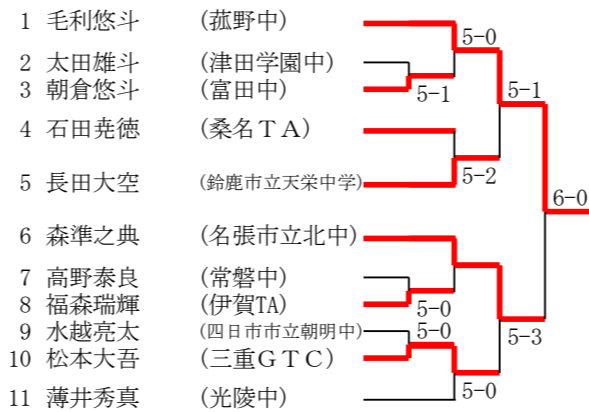 1 毛利悠斗 (菰野中)
5-0
2 太田雄斗 (津田学園中)
3 朝倉悠斗 (富田中)
5-1
5-1
4 石田尭徳 (桑名ＴＡ)
5 長田大空 (鈴鹿市立天栄中学)
5-2
6-0
6 森準之典 (名張市立北中)
7 高野泰良 (常磐中)
8 福森瑞輝 (伊賀TA)
5-0
9 水越亮太 (四日市市立朝明中)
5-0
5-3
10 松本大吾 (三重ＧＴＣ)
5-0
11 薄井秀真 (光陵中)